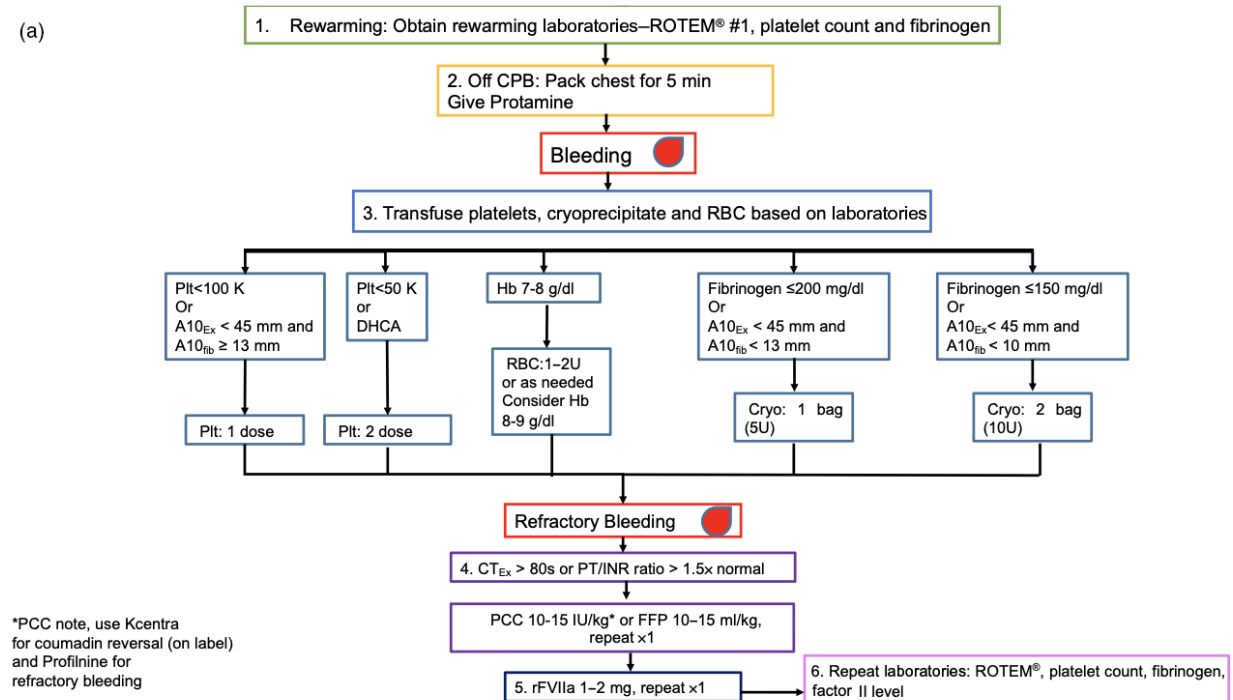 (a)
1. Rewarming: Obtain rewarming laboratories–ROTEM® #1, platelet count and fibrinogen
2. Off CPB: Pack chest for 5 min
Give Protamine
Bleeding
3. Transfuse platelets, cryoprecipitate and RBC based on laboratories
Plt<100 K
Or
A10Ex < 45 mm and
A10fib ≥ 13 mm
Plt: 1 dose
Plt<50 K
or
DHCA
Plt: 2 dose
Hb 7-8 g/dl
RBC:1–2U
or as needed
Consider Hb
8-9 g/dl
Fibrinogen ≤200 mg/dl
Or
A10Ex < 45 mm and
A10fib < 13 mm
Cryo: 1 bag
(5U)
Fibrinogen ≤150 mg/dl
Or
A10Ex< 45 mm and
A10fib < 10 mm
Cryo: 2 bag
(10U)
Refractory Bleeding
4. CTEx > 80s or PT/INR ratio > 1.5× normal
PCC 10-15 IU/kg* or FFP 10–15 ml/kg,
repeat ×1
5. rFVIIa 1–2 mg, repeat ×1
6. Repeat laboratories: ROTEM®, platelet count, fibrinogen,
factor II level
*PCC note, use Kcentra
for coumadin reversal (on label)
and Profilnine for
refractory bleeding